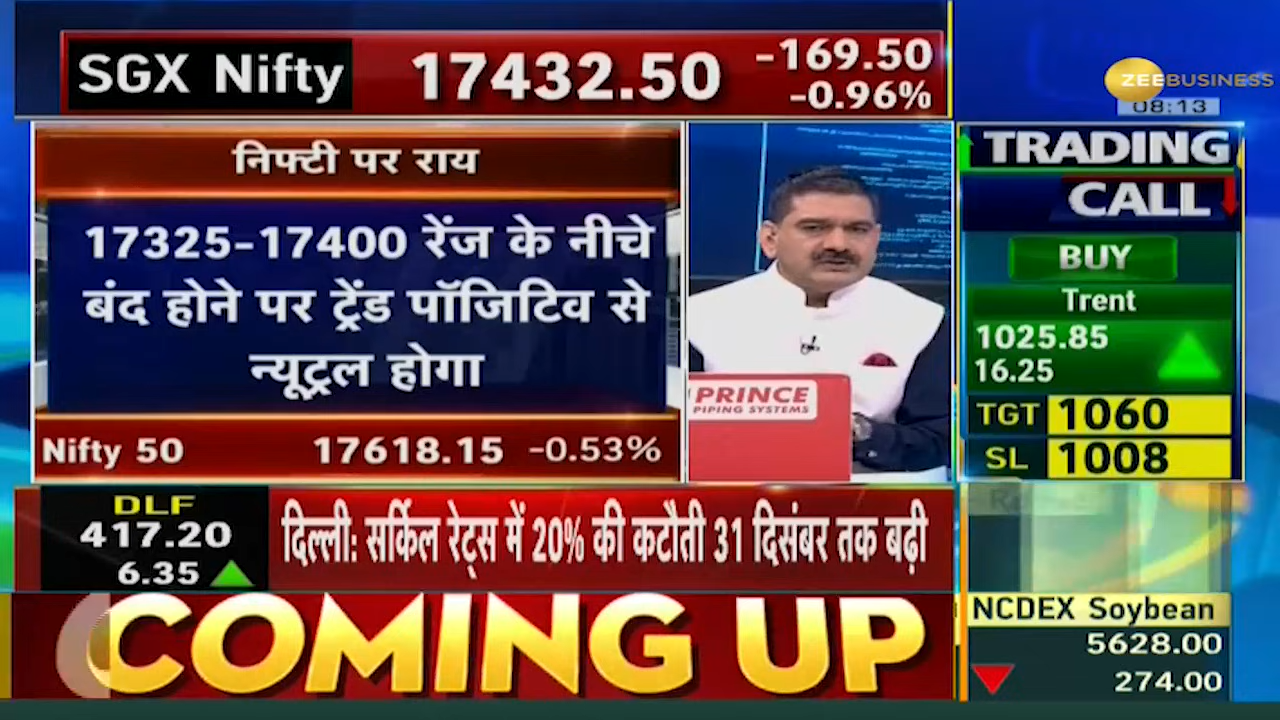 SGX Nifty 17432.50 -169.50
-0.96%
ZEEBUSINESS
08:13
निफ्टी पर राय
17325-17400 रेंज के नीचे
बंद होने पर ट्रेंड पॉजिटिव से
न्यूट्रल होगा
Nifty 50 17618.15 -0.53%
PRINCE
PIPING SYSTEMS
TRADING
CALL
BUY
Trent
1025.85
16.25
TGT 1060
SL 1008
DLF
417.20
6.35
दिल्ली: सर्किल रेट्स में 20% की कटौती 31 दिसंबर तक बढ़ी
COMING UP
NCDEX Soybean
5628.00
274.00